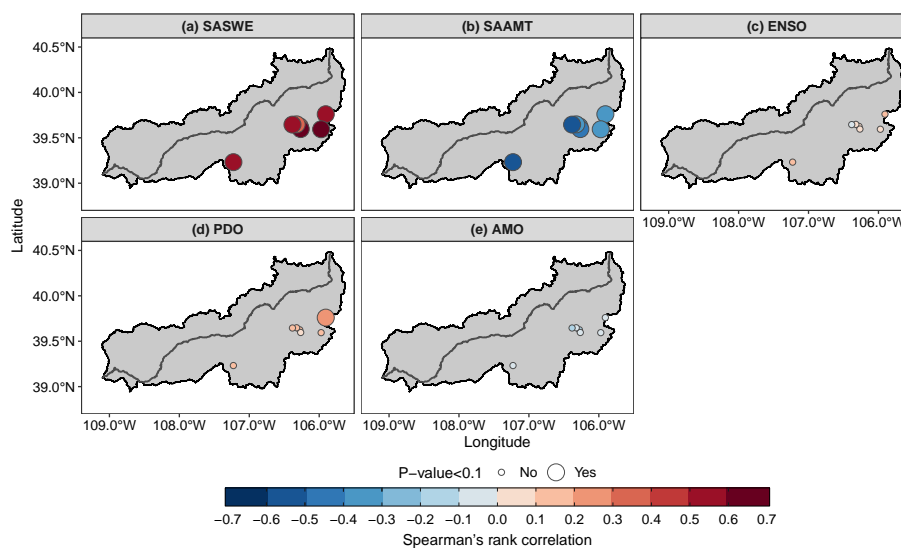 (a) SASWE (b) SAAMT (c) ENSO
40.5°N
40.0°N
39.5°N
39.0°N
109.0°W 108.0°W 107.0°W 106.0°W
(d) PDO (e) AMO
40.5°N
40.0°N
39.5°N
39.0°N
109.0°W 108.0°W 107.0°W 106.0°W 109.0°W 108.0°W 107.0°W 106.0°W
Latitude
Longitude
P−value<0.1 No Yes
−0.7 −0.6 −0.5 −0.4 −0.3 −0.2 −0.1 0.0 0.1 0.2 0.3 0.4 0.5 0.6 0.7
Spearman's rank correlation